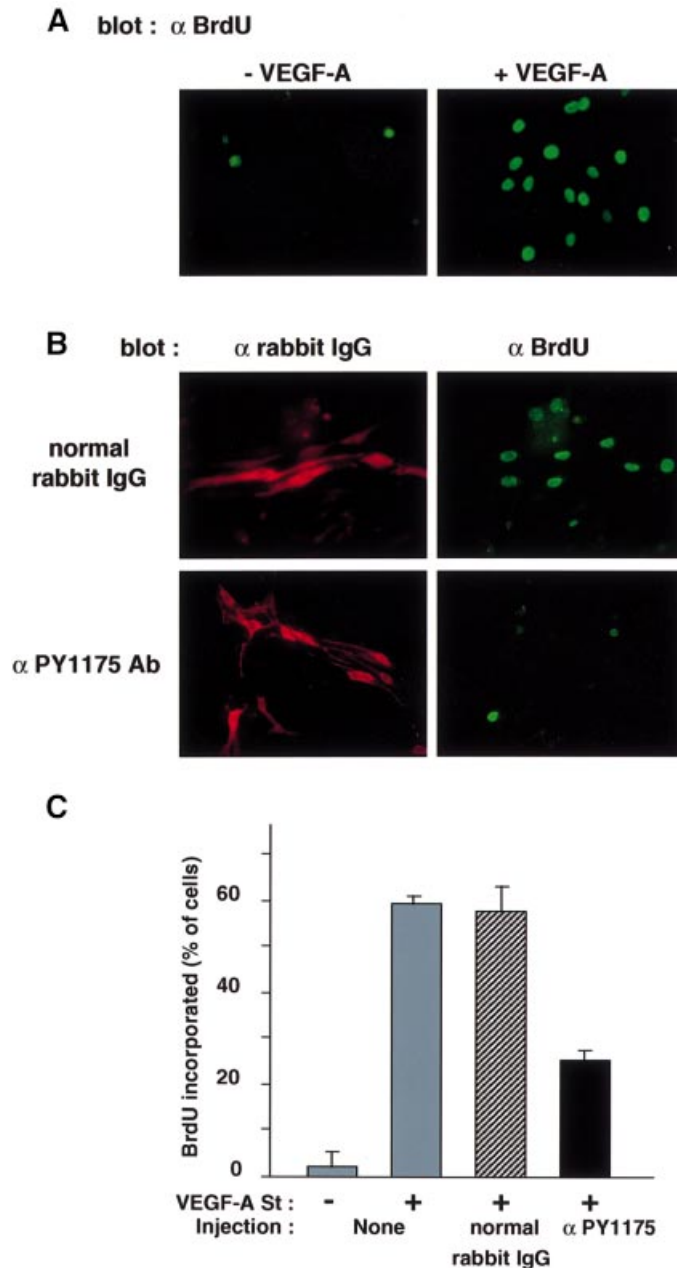 A blot : α BrdU
- VEGF-A + VEGF-A
B blot : α rabbit IgG α BrdU
normal
rabbit IgG
α PY1175 Ab
C
BrdU incorporated (% of cells)
60
40
20
0
VEGF-A St : - + + +
Injection : None normal α PY1175
rabbit IgG